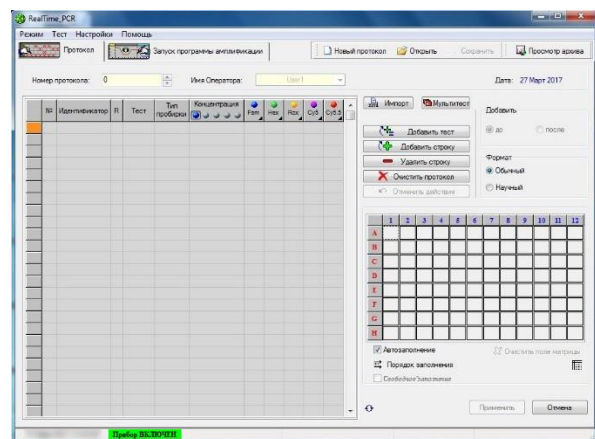 RealTime_PCR
Режим Тест Настройки Помощь
Протокол Запуск программы амплификации Новый протокол Открыть Сохранить Просмотр архива
Номер протокола: 0 Имя Оператора: User1 Дата: 27 Март 2017
№ Идентификатор R Тест Тип пробирки Концентрация Fam Hex Rox Cy5 Cy5.5
Импорт Мультитест
Добавить
до после
Добавить тест
Добавить строку
Удалить строку
Очистить протокол
Отменить действие
Формат
Обычный
Научный
1 2 3 4 5 6 7 8 9 10 11 12
A
B
C
D
E
F
G
H
Автозаполнение Очистить поле матрицы
Порядок заполнения
Свободное заполнение
Применить Отмена
Прибор ВКЛЮЧЕН